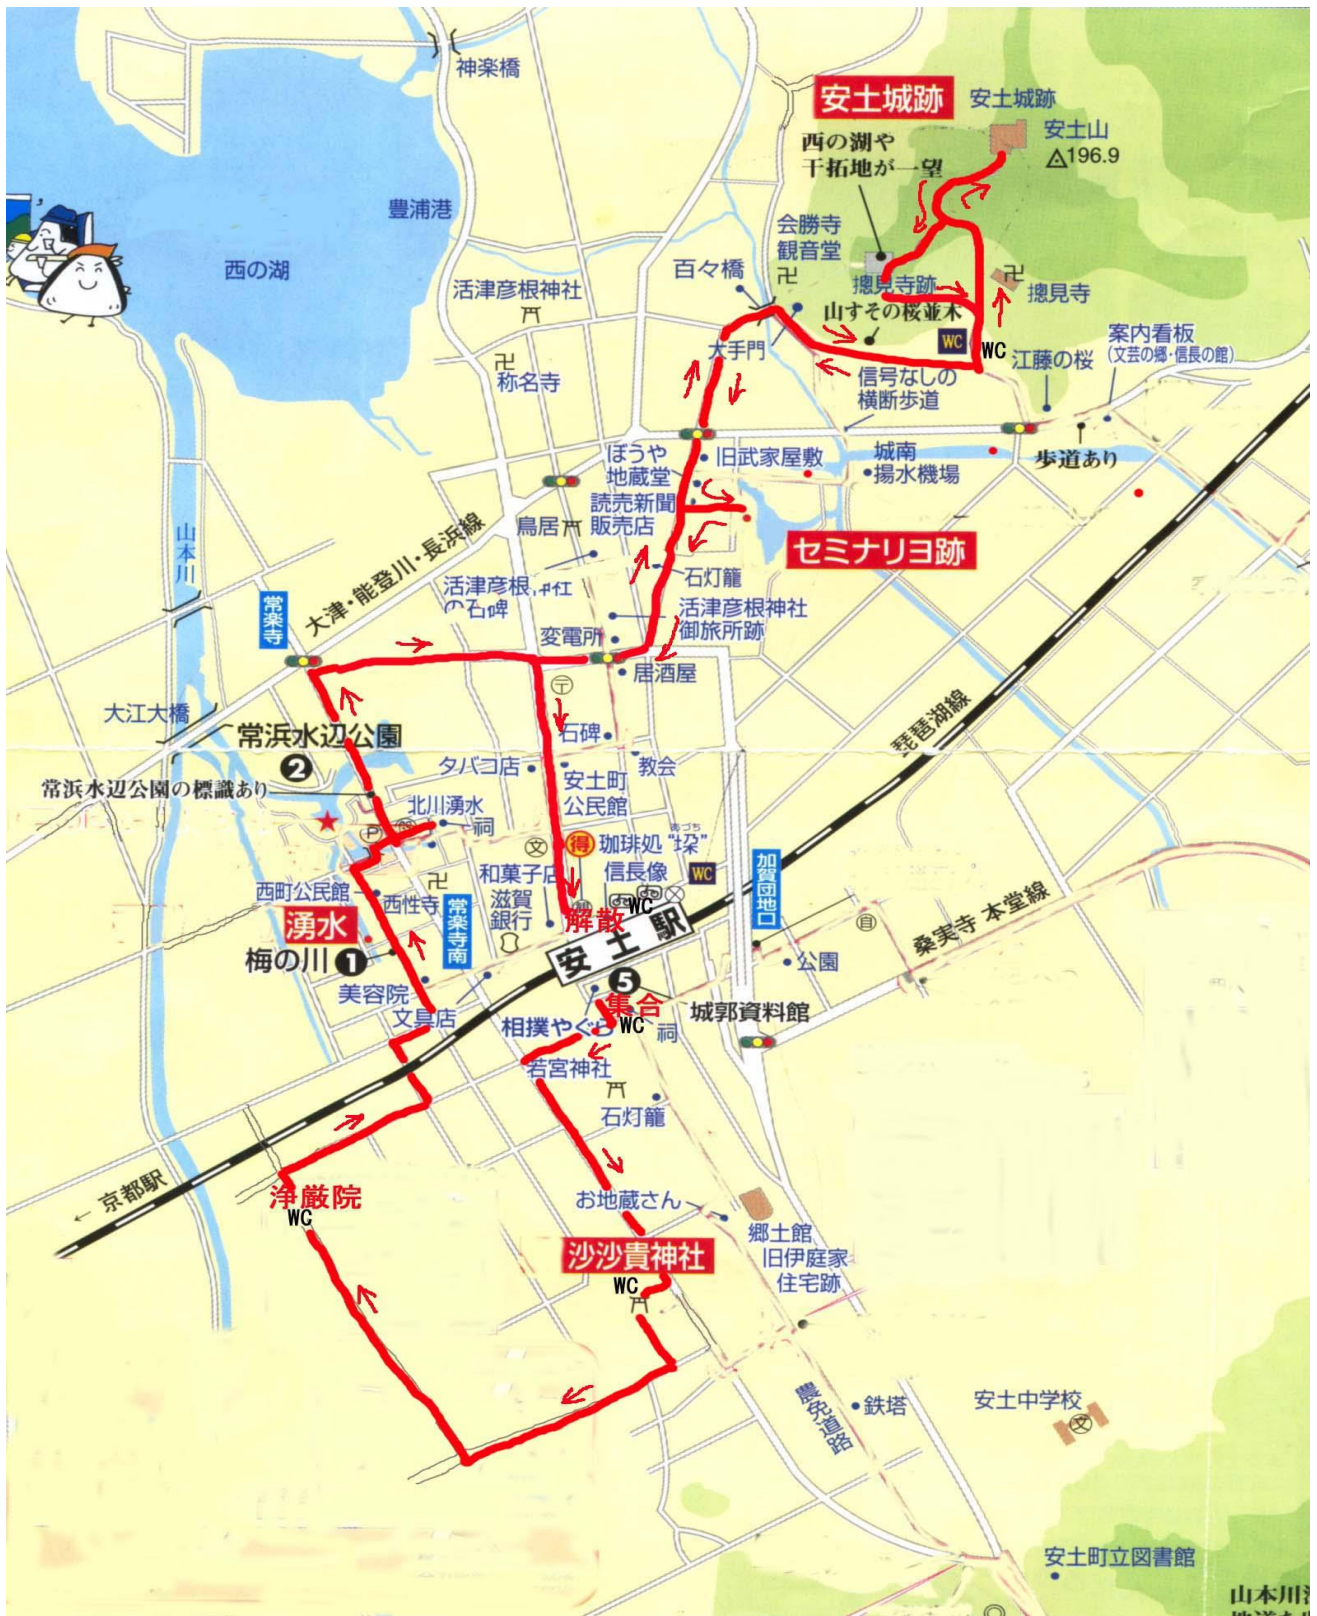 神楽橋
安土城跡
安土城跡
安土山
196.9
西の湖や
干拓地が一望
豊浦港
会勝寺
観音堂
西の湖
百々橋
摠見寺跡
摠見寺
活津彦根神社
山すその桜並木
WC
WC
大手門
案内看板
(文芸の郷・信長の館)
江藤の桜
称名寺
信号なしの
横断歩道
ぼうや
地蔵堂
旧武家屋敷
城南
揚水機場
歩道あり
読売新聞
販売店
鳥居
セミナリヨ跡
山本川
大津・能登川・長浜線
石灯籠
活津彦根
の石碑
常楽寺
活津彦根神社
御旅所跡
変電所
居酒屋
〒
大江大橋
常浜水辺公園
2
石碑
琵琶湖線
タバコ店
教会
安土町
公民館
常浜水辺公園の標識あり
北川湧水
祠
P
文
得
珈琲処“垜”
あづち
和菓子店
信長像
WC
加賀団地口
西町公民館
西性寺
常楽寺南
滋賀
銀行
WC
解散
湧水
梅の川
1
安土駅
自
桑実寺 本堂線
公園
美容院
5
文具店
集合
城郭資料館
相撲やぐら
WC
祠
若宮神社
石灯籠
←京都駅
浄厳院
WC
お地蔵さん
郷土館
旧伊庭家
住宅跡
沙沙貴神社
WC
農免道路
鉄塔
安土中学校
文
安土町立図書館
山本川